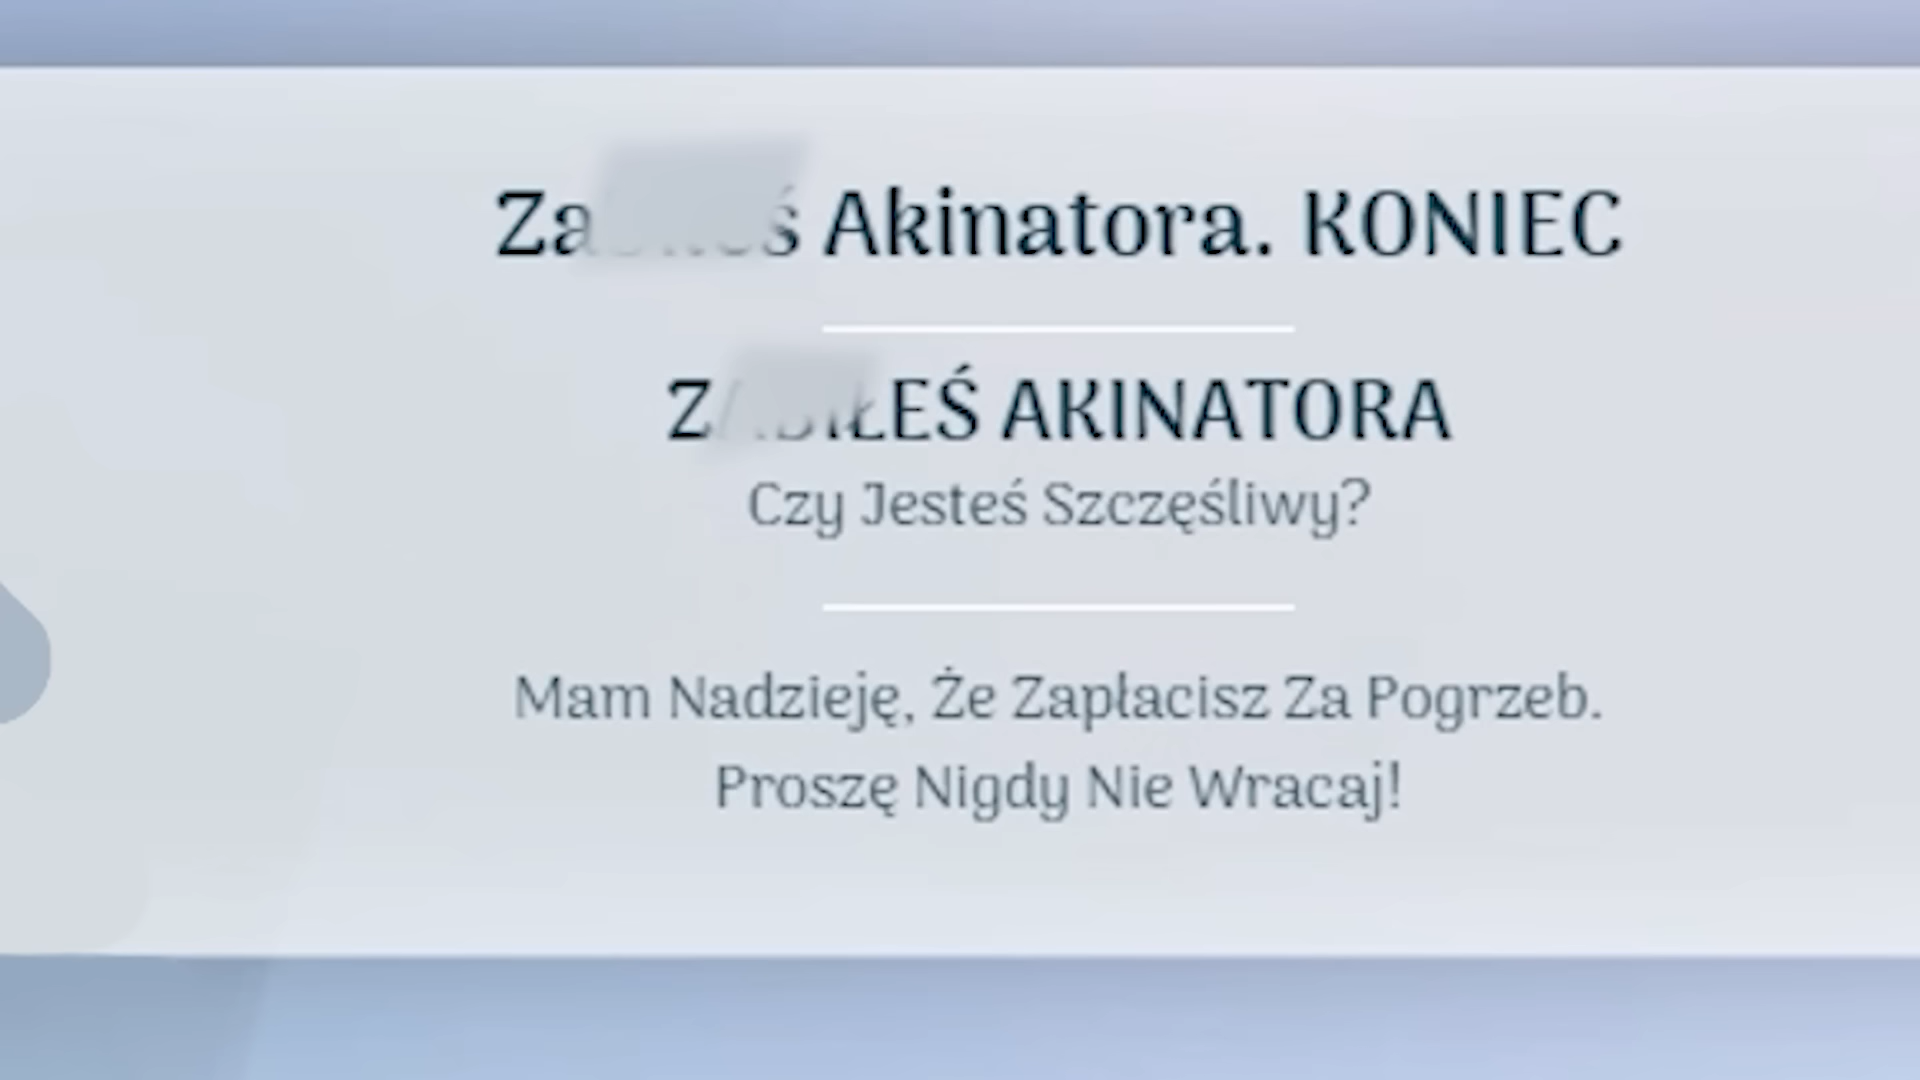 Akinatora. KONIEC
AKINATORA
Czy Jesteś Szczęśliwy?
Mam Nadzieję, Że Zapłacisz Za Pogrzeb.
Proszę Nigdy Nie Wracaj!